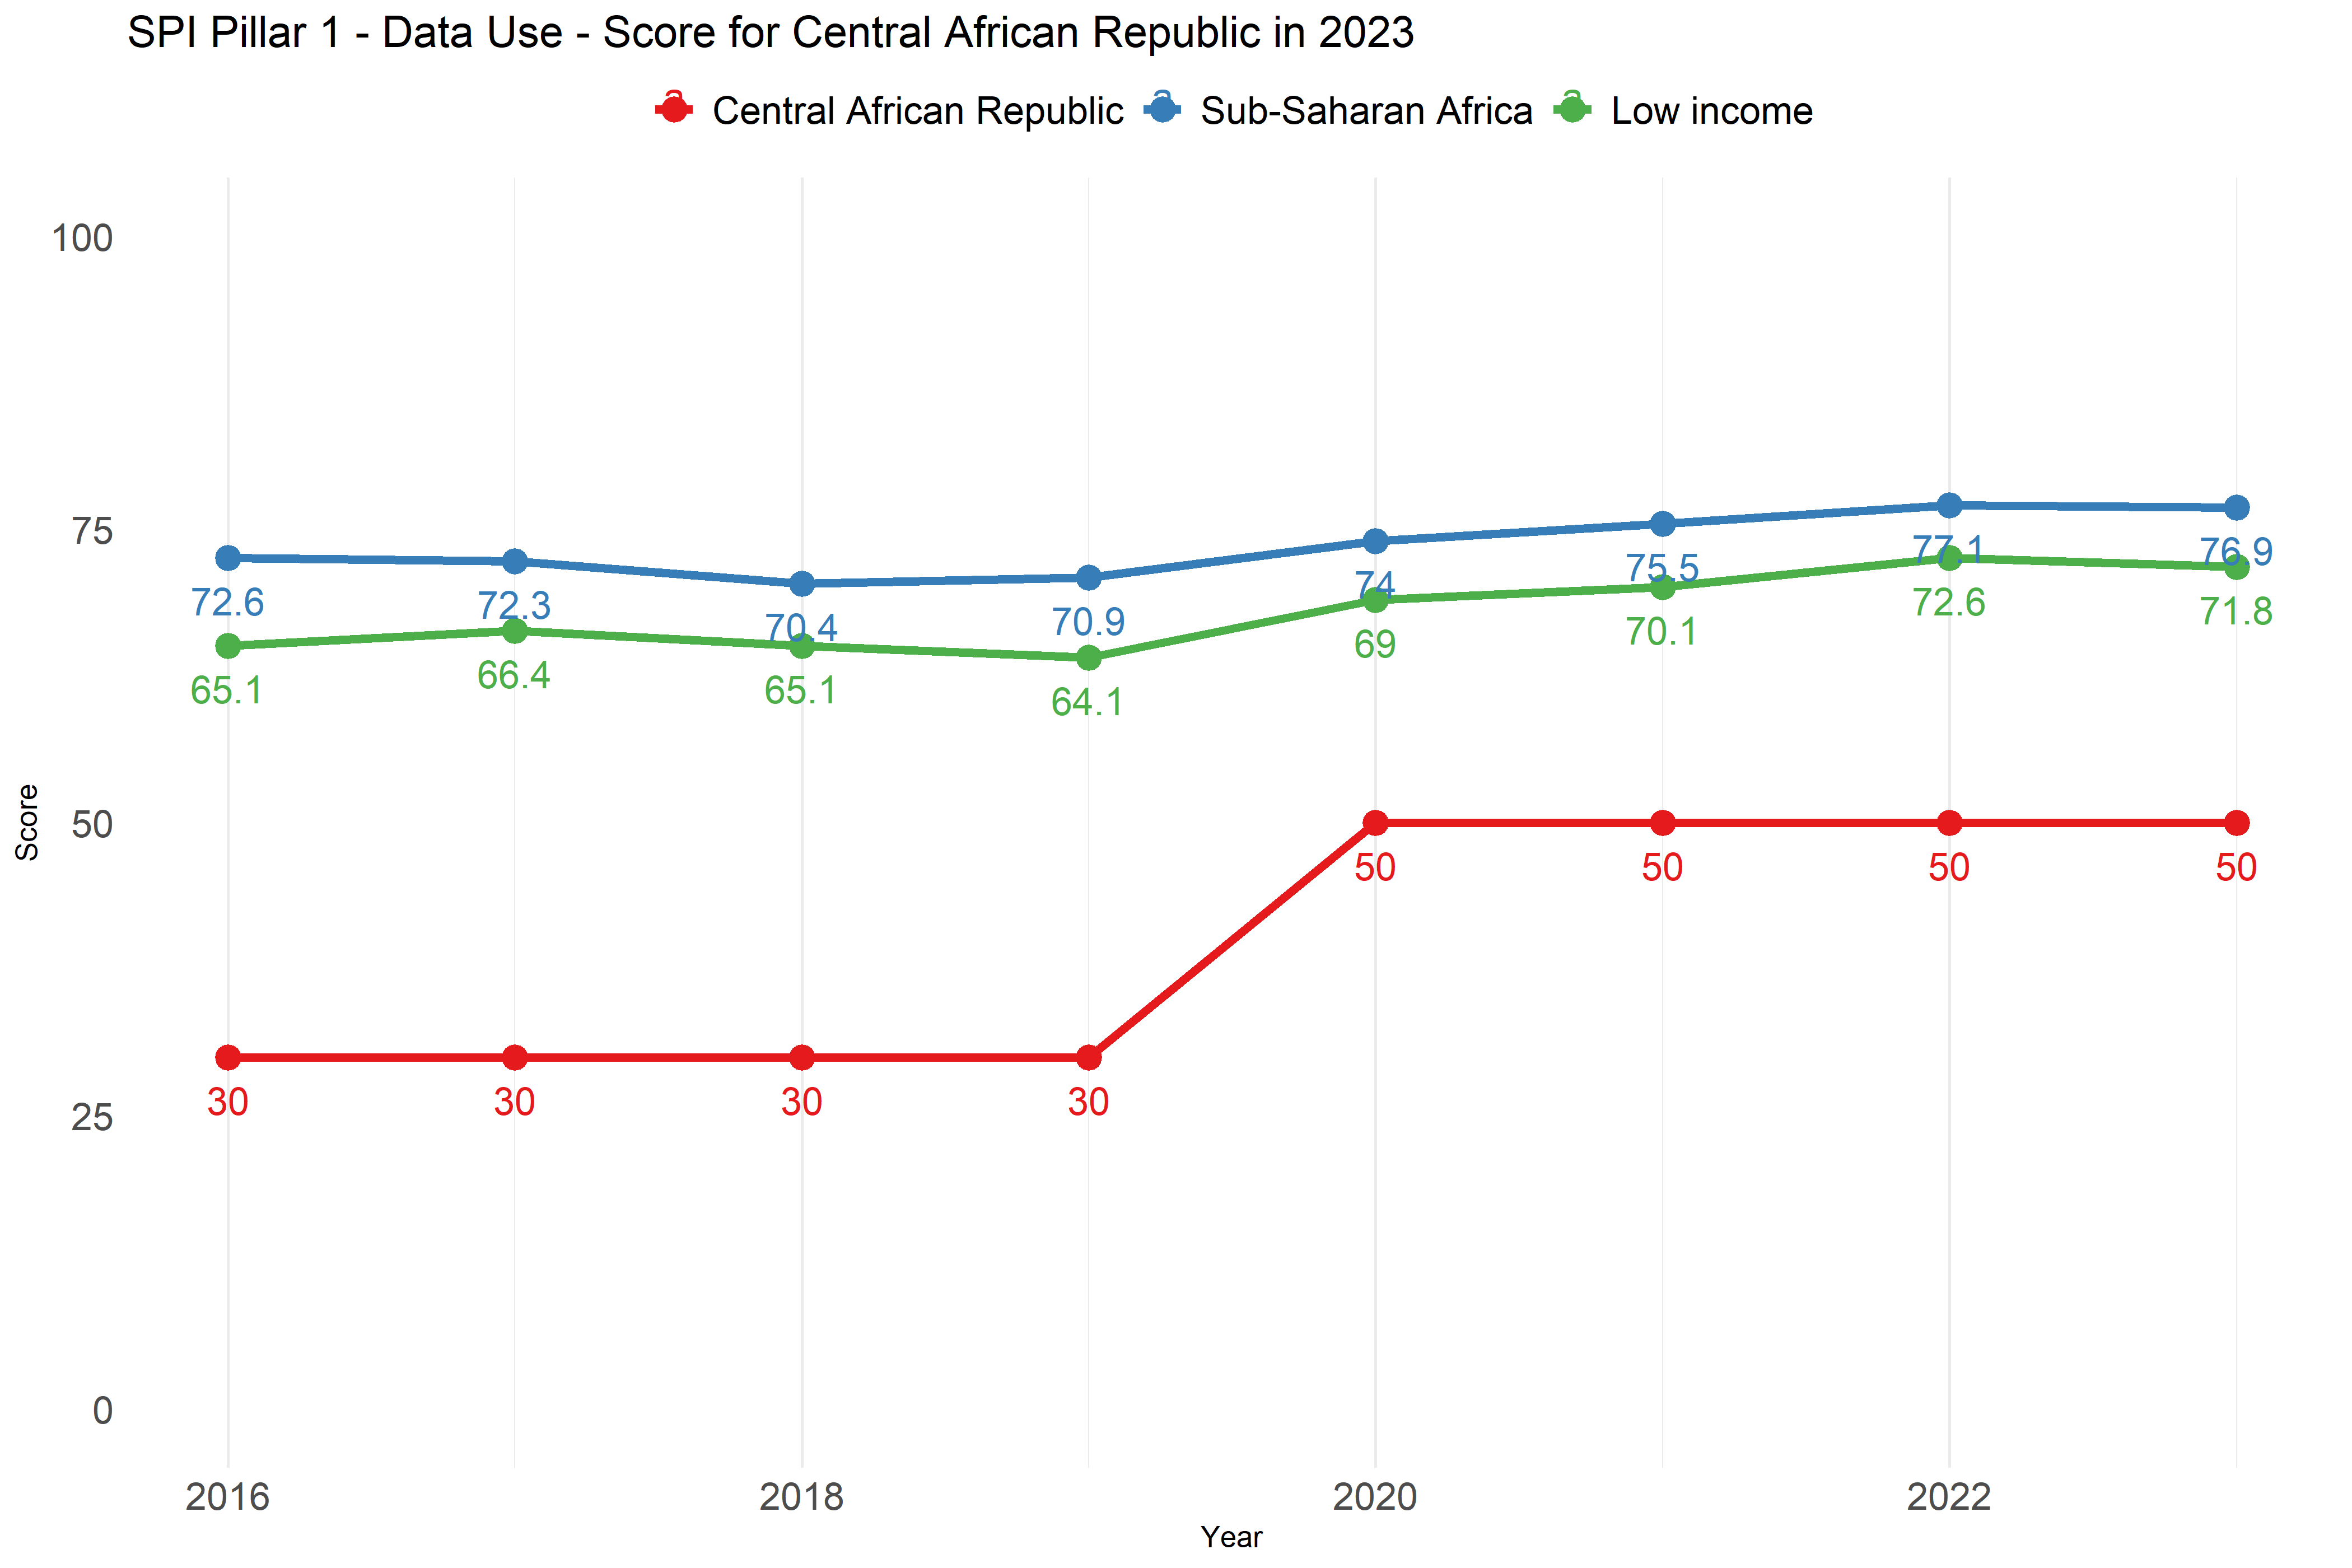 SPI Pillar 1 - Data Use - Score for Central African Republic in 2023
a Central African Republic a Sub-Saharan Africa a Low income
100
75
50
25
0
Score
72.6 72.3 70.4 70.9 74 75.5 77.1 76.9
65.1 66.4 65.1 64.1 69 70.1 72.6 71.8
30 30 30 30 50 50 50 50
2016 2018 2020 2022
Year